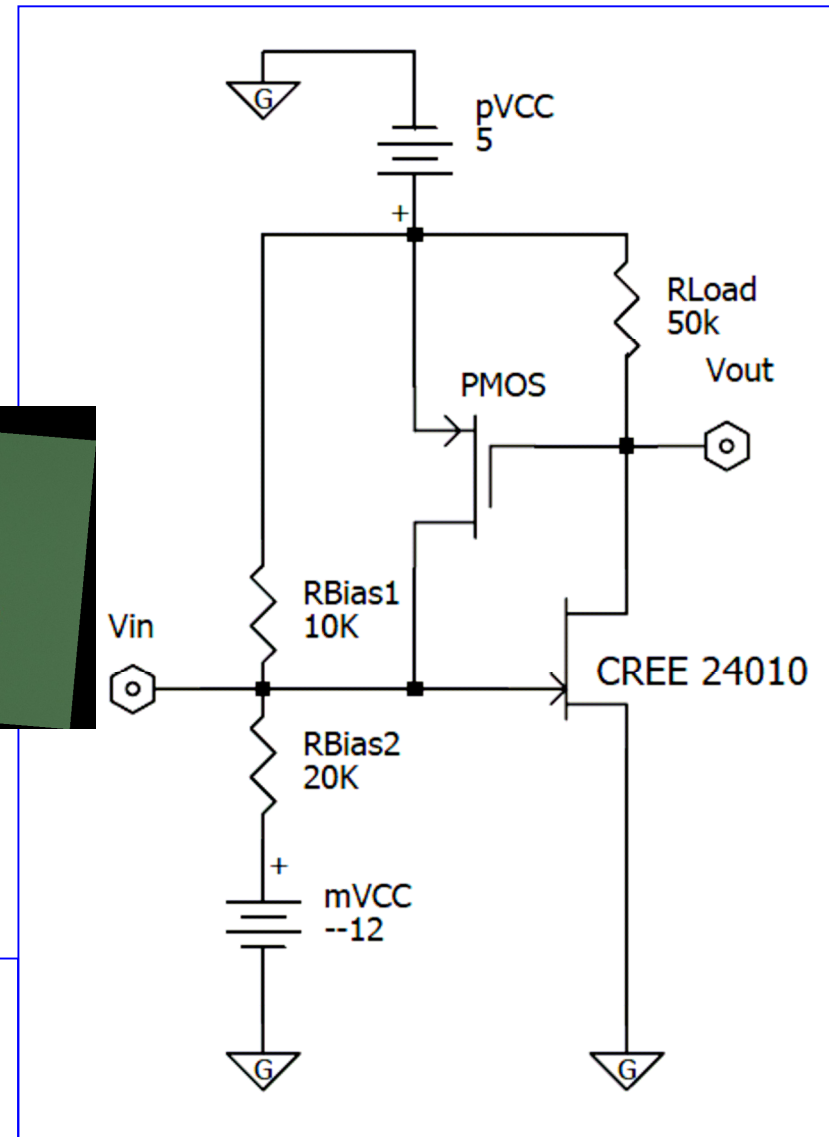 G
pVCC
5
+
RLoad
50k
Vout
PMOS
RBias1
10K
Vin
CREE 24010
RBias2
20K
+
mVCC
--12
G
G